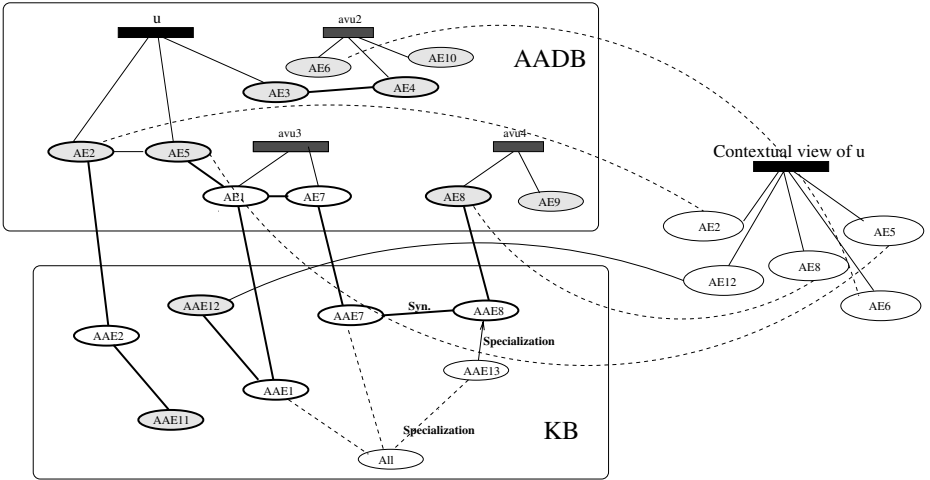 u
avu2
AE6
AE10
AADB
AE3
AE4
avu3
avu4
AE2
AE5
AE1
AE7
AE8
AE9
Contextual view of u
AE2
AE5
AE12
AE8
AE6
AAE12
AAE7
Syn.
AAE8
AAE2
Specialization
AAE13
AAE1
AAE11
Specialization
KB
All